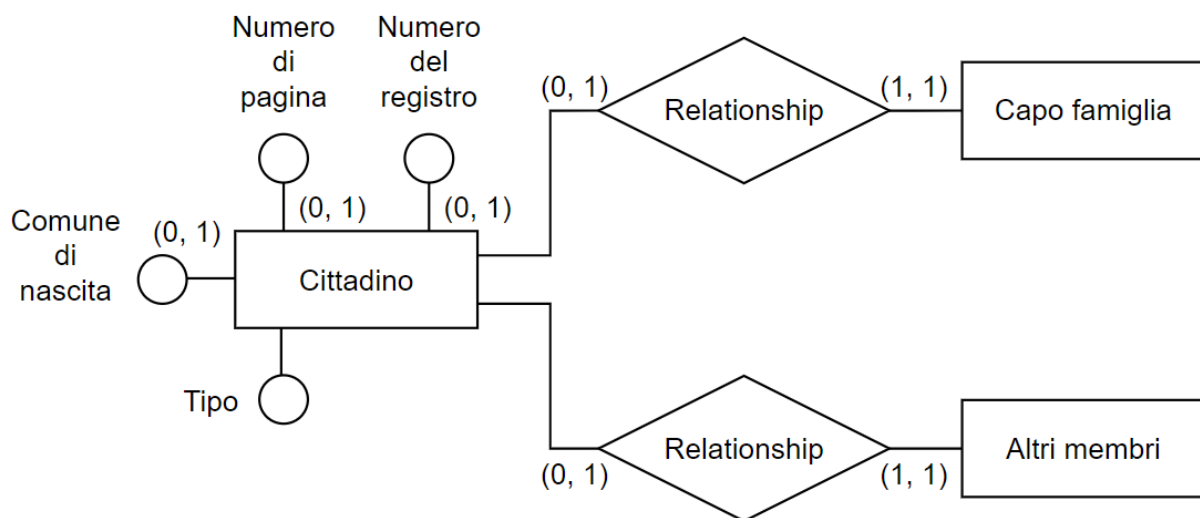 Numero
di
pagina
Numero
del
registro
(0, 1)
Relationship
(1, 1)
Capo famiglia
Comune
di
nascita
(0, 1)
(0, 1)
(0, 1)
Cittadino
Tipo
(0, 1)
Relationship
(1, 1)
Altri membri